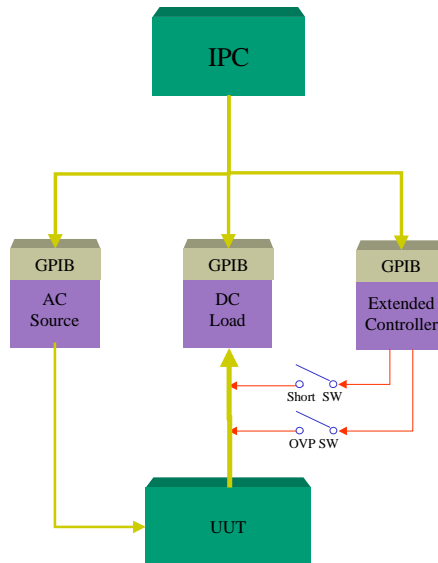 IPC
GPIB
GPIB
GPIB
AC
Source
DC
Load
Extended
Controller
Short SW
OVP SW
UUT